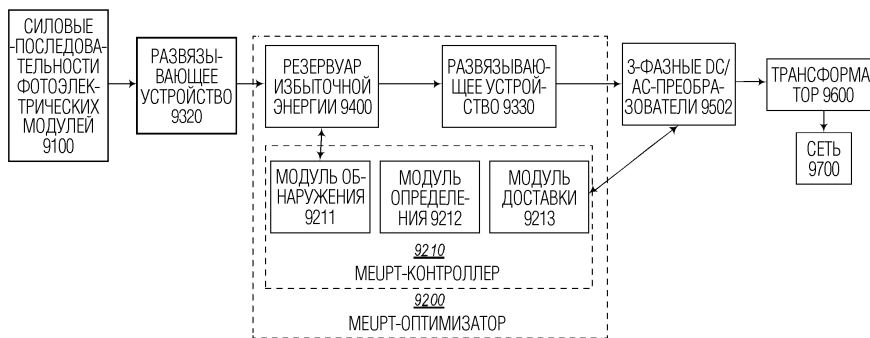 СИЛОВЫЕ
-ПОСЛЕДОВА-
ТЕЛЬНОСТИ
ФОТОЭЛЕК-
ТРИЧЕСКИХ
МОДУЛЕЙ
9100
РАЗВЯЗЫ-
ВАЮЩЕЕ
УСТРОЙСТВО
9320
РЕЗЕРВУАР
ИЗБЫТОЧНОЙ
ЭНЕРГИИ 9400
РАЗВЯЗЫВАЮ-
ЩЕЕ УСТРОЙ-
СТВО 9330
3-ФАЗНЫЕ DC/
AC-ПРЕОБРА-
ЗОВАТЕЛИ 9502
ТРАНСФОРМА
ТОР 9600
СЕТЬ
9700
МОДУЛЬ ОБ-
НАРУЖЕНИЯ
9211
МОДУЛЬ
ОПРЕДЕЛЕ-
НИЯ 9212
МОДУЛЬ
ДОСТАВКИ
9213
9210
MEUPT-КОНТРОЛЛЕР
9200
MEUPT-ОПТИМИЗАТОР